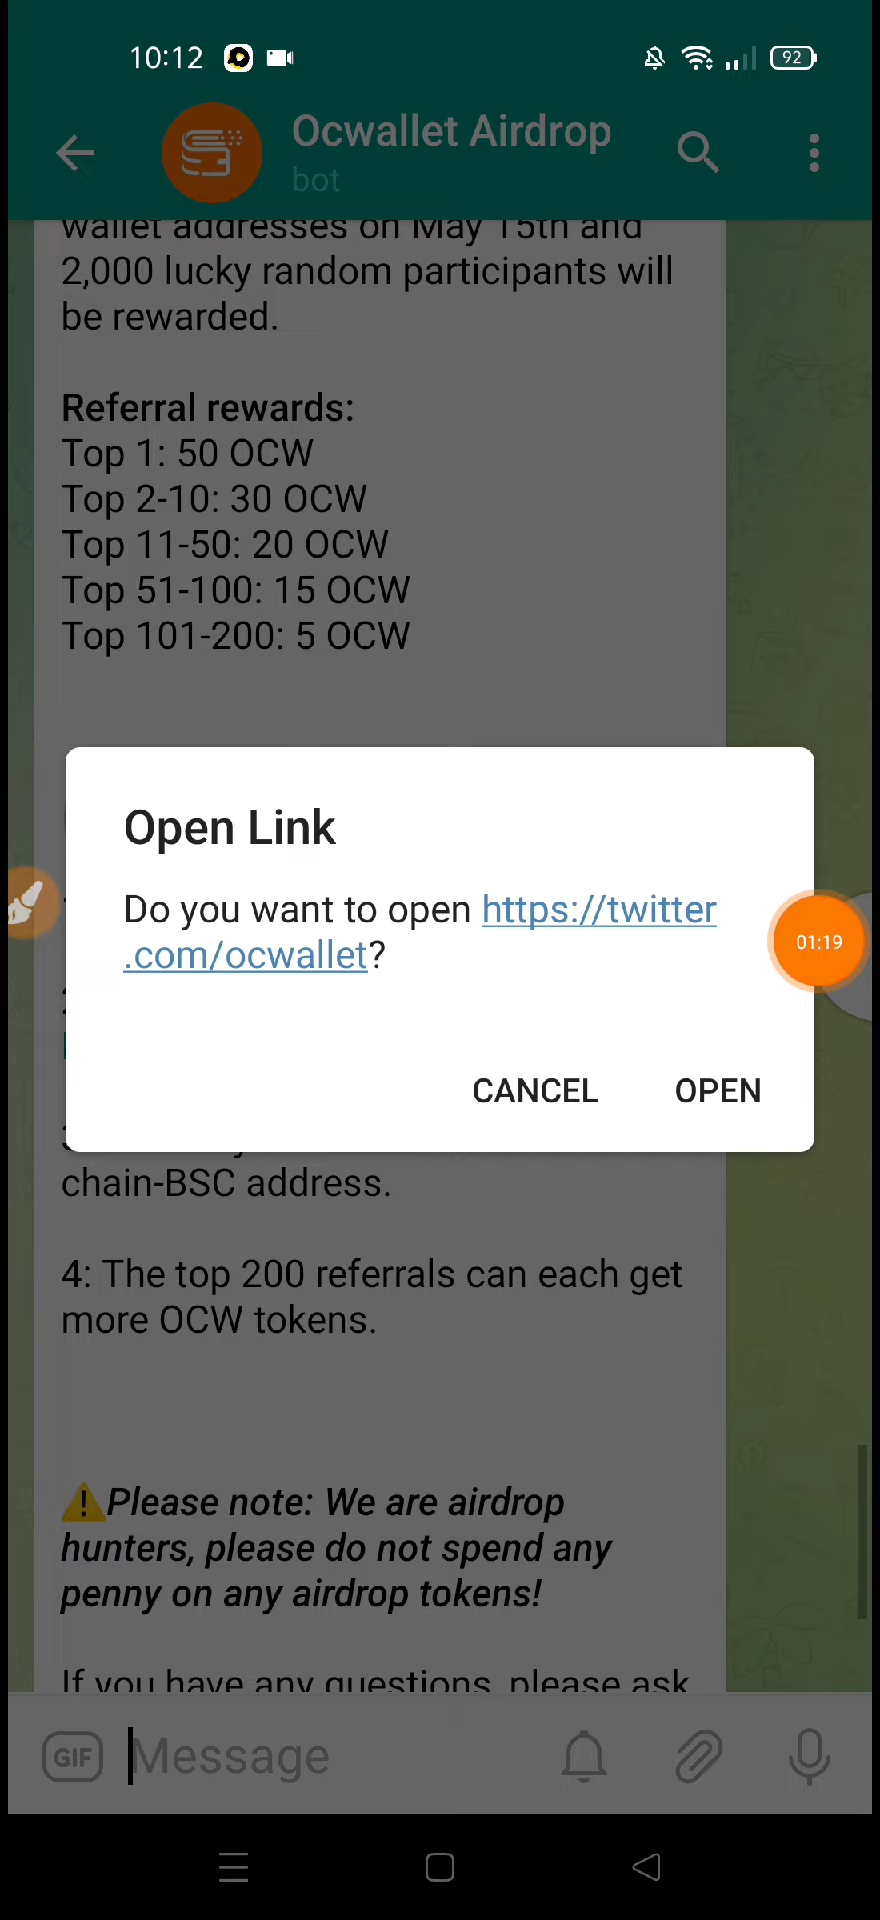 10:12
92
Ocwallet Airdrop
bot
wallet addresses on May 15th and
2,000 lucky random participants will
be rewarded.
Referral rewards:
Top 1: 50 OCW
Top 2-10: 30 OCW
Top 11-50: 20 OCW
Top 51-100: 15 OCW
Top 101-200: 5 OCW
Open Link
Do you want to open https://twitter
.com/ocwallet?
01:19
CANCEL OPEN
chain-BSC address.
4: The top 200 referrals can each get
more OCW tokens.
⚠️Please note: We are airdrop
hunters, please do not spend any
penny on any airdrop tokens!
If you have any questions, please ask
GIF Message